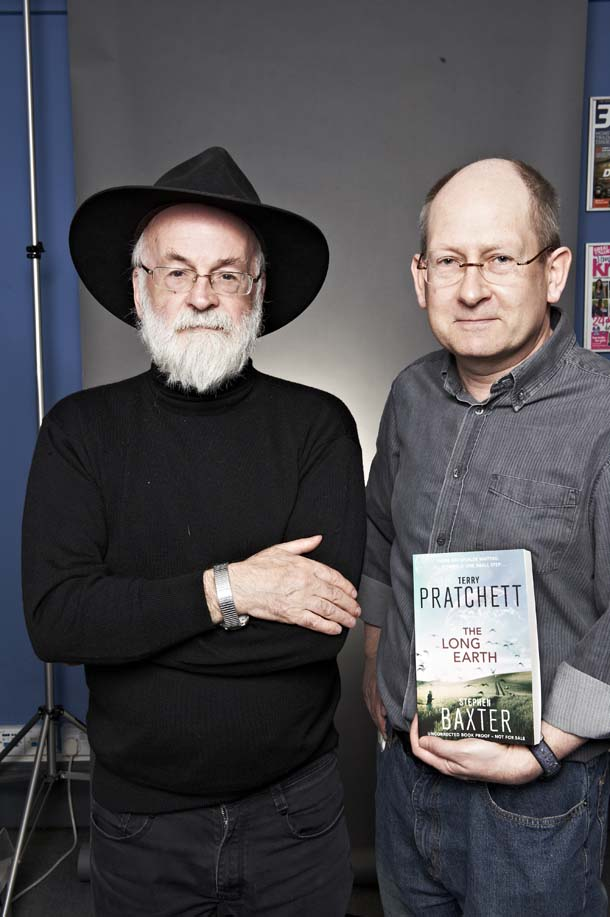 TERRY
PRATCHETT
THE
LONG
EARTH
STEPHEN
BAXTER
UNCORRECTED BOOK PROOF – NOT FOR SALE